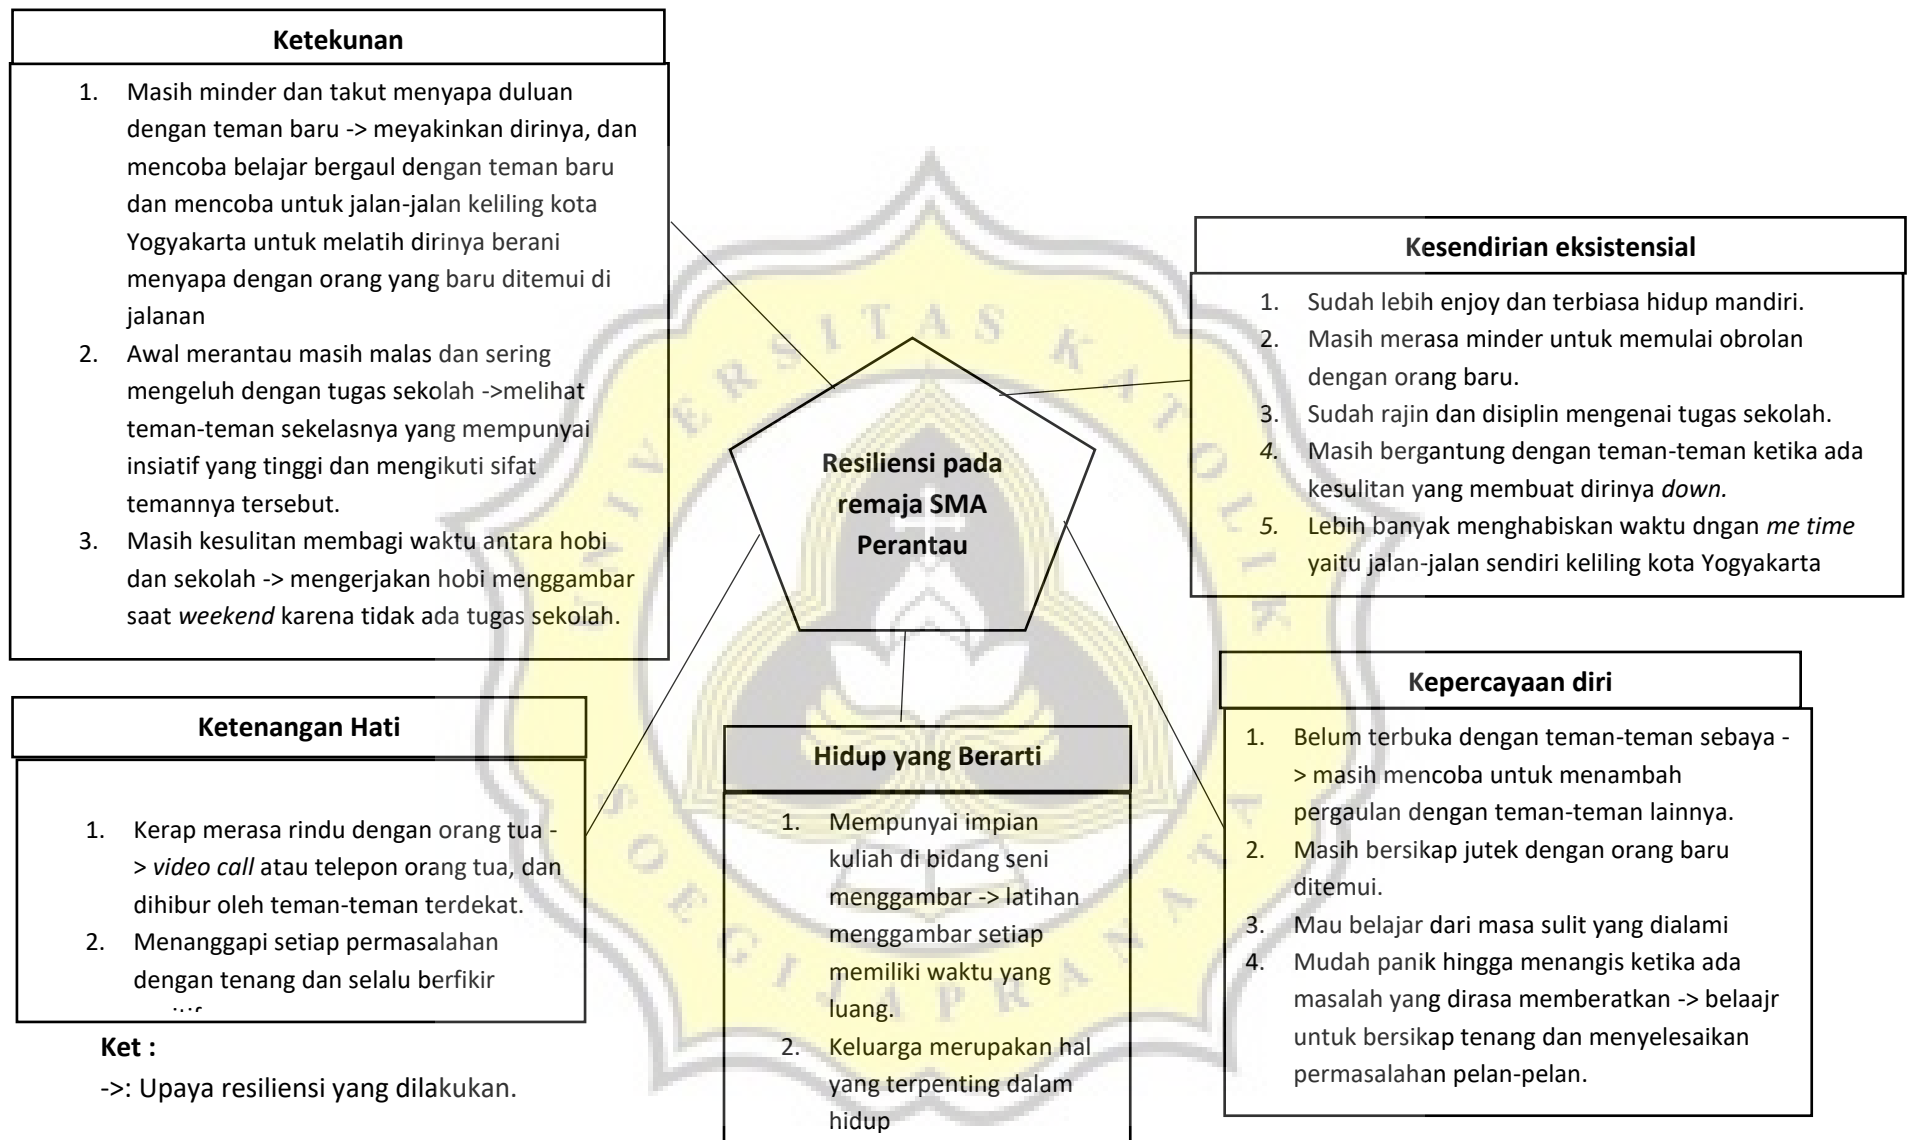 Ketekunan
1. Masih minder dan takut menyapa duluan
dengan teman baru -> meyakinkan dirinya, dan
mencoba belajar bergaul dengan teman baru
dan mencoba untuk jalan-jalan keliling kota
Yogyakarta untuk melatih dirinya berani
menyapa dengan orang yang baru ditemui di
jalanan
2. Awal merantau masih malas dan sering
mengeluh dengan tugas sekolah ->melihat
teman-teman sekelasnya yang mempunyai
insiatif yang tinggi dan mengikuti sifat
temannya tersebut.
3. Masih kesulitan membagi waktu antara hobi
dan sekolah -> mengerjakan hobi menggambar
saat weekend karena tidak ada tugas sekolah.
Kesendirian eksistensial
1. Sudah lebih enjoy dan terbiasa hidup mandiri.
2. Masih merasa minder untuk memulai obrolan
dengan orang baru.
3. Sudah rajin dan disiplin mengenai tugas sekolah.
4. Masih bergantung dengan teman-teman ketika ada
kesulitan yang membuat dirinya down.
5. Lebih banyak menghabiskan waktu dngan me time
yaitu jalan-jalan sendiri keliling kota Yogyakarta
Resiliensi pada
remaja SMA
Perantau
Ketenangan Hati
1. Kerap merasa rindu dengan orang tua -
> video call atau telepon orang tua, dan
dihibur oleh teman-teman terdekat.
2. Menanggapi setiap permasalahan
dengan tenang dan selalu berfikir
Hidup yang Berarti
1. Mempunyai impian
kuliah di bidang seni
menggambar -> latihan
menggambar setiap
memiliki waktu yang
luang.
2. Keluarga merupakan hal
yang terpenting dalam
hidup
Kepercayaan diri
1. Belum terbuka dengan teman-teman sebaya -
> masih mencoba untuk menambah
pergaulan dengan teman-teman lainnya.
2. Masih bersikap jutek dengan orang baru
ditemui.
3. Mau belajar dari masa sulit yang dialami
4. Mudah panik hingga menangis ketika ada
masalah yang dirasa memberatkan -> belaajr
untuk bersikap tenang dan menyelesaikan
permasalahan pelan-pelan.
Ket :
->: Upaya resiliensi yang dilakukan.
UNIVERSITAS KATOLIK
SOEGIJAPRANATA